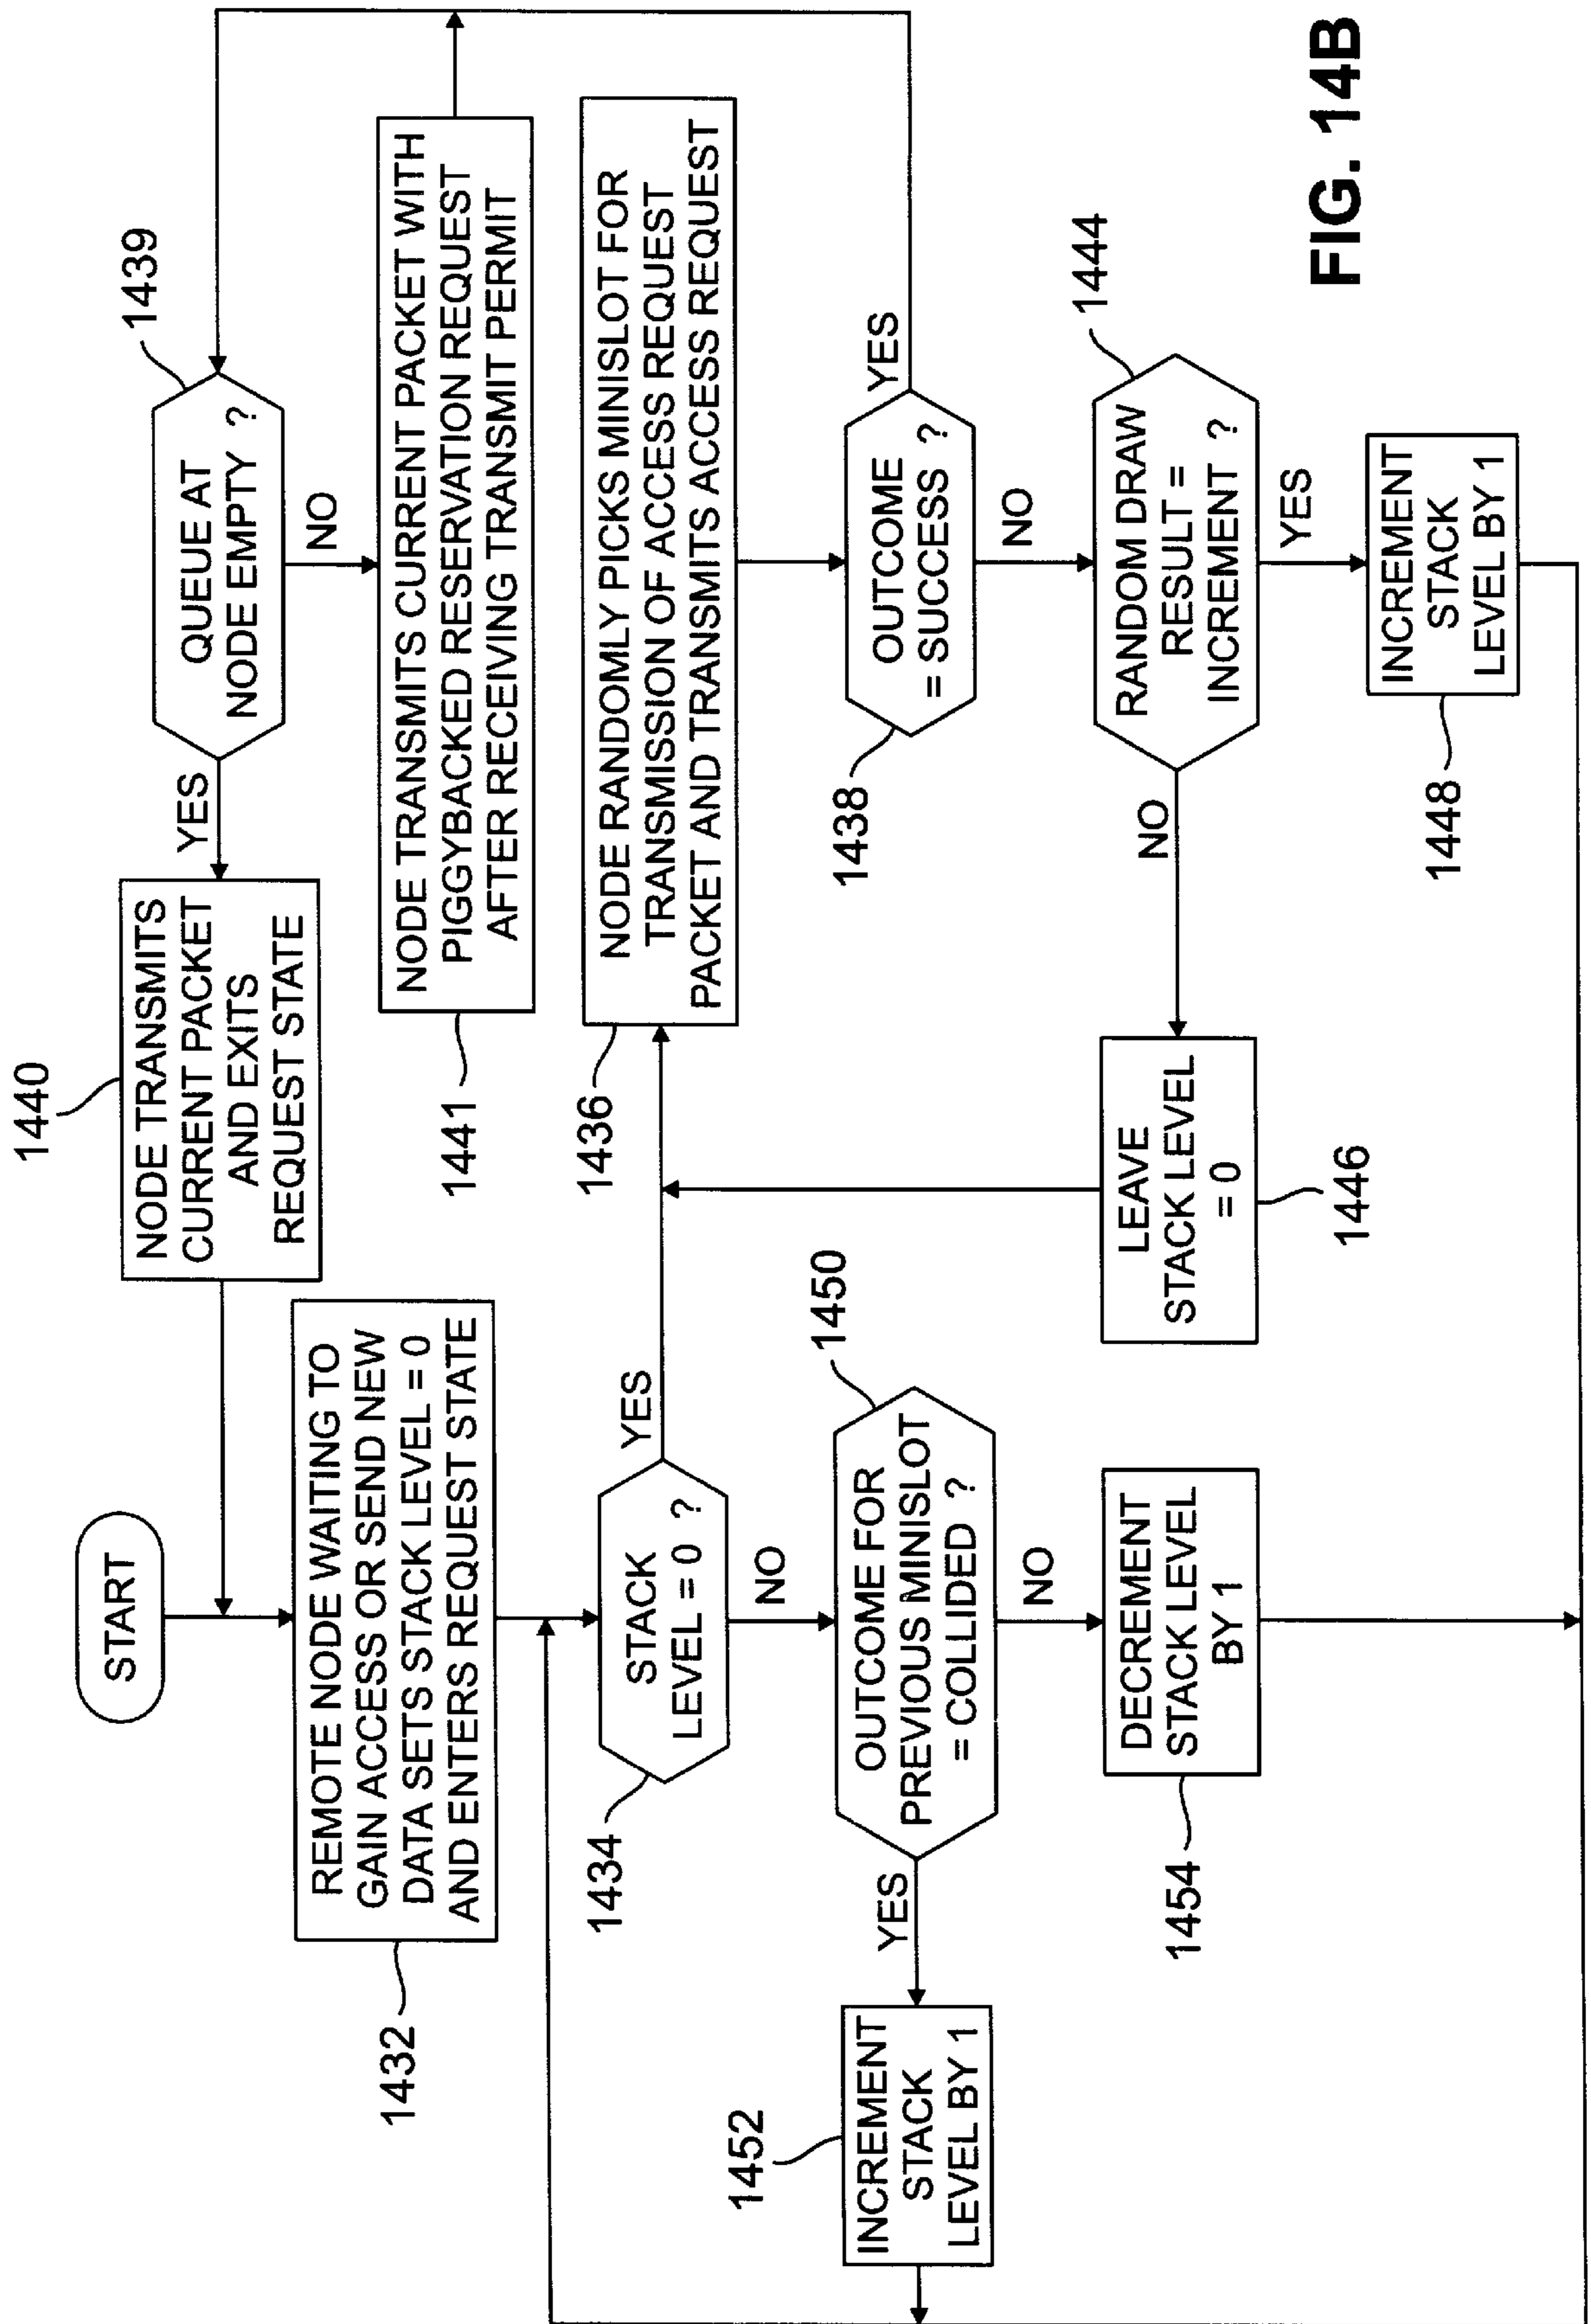 START
REMOTE NODE WAITING TO
GAIN ACCESS OR SEND NEW
DATA SETS STACK LEVEL = 0
AND ENTERS REQUEST STATE
1432
STACK
LEVEL = 0 ?
1434
YES
NO
OUTCOME FOR
PREVIOUS MINISLOT
= COLLIDED ?
1450
YES
NO
INCREMENT
STACK
LEVEL BY 1
1452
DECREMENT
STACK LEVEL
BY 1
1454
1440
NODE TRANSMITS
CURRENT PACKET
AND EXITS
REQUEST STATE
YES
QUEUE AT
NODE EMPTY ?
1439
NO
NODE TRANSMITS CURRENT PACKET WITH
PIGGYBACKED RESERVATION REQUEST
AFTER RECEIVING TRANSMIT PERMIT
1441
NODE RANDOMLY PICKS MINISLOT FOR
TRANSMISSION OF ACCESS REQUEST
PACKET AND TRANSMITS ACCESS REQUEST
1436
OUTCOME
= SUCCESS ?
1438
YES
NO
RANDOM DRAW
RESULT =
INCREMENT ?
1444
NO
YES
LEAVE
STACK LEVEL
= 0
1446
INCREMENT
STACK
LEVEL BY 1
1448
FIG. 14B